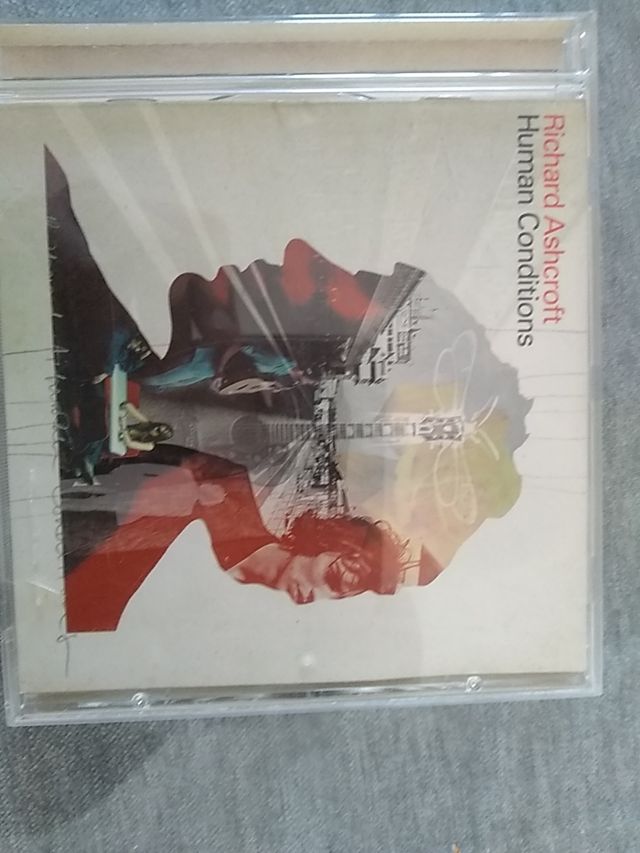 Richard Ashcroft
Human Conditions